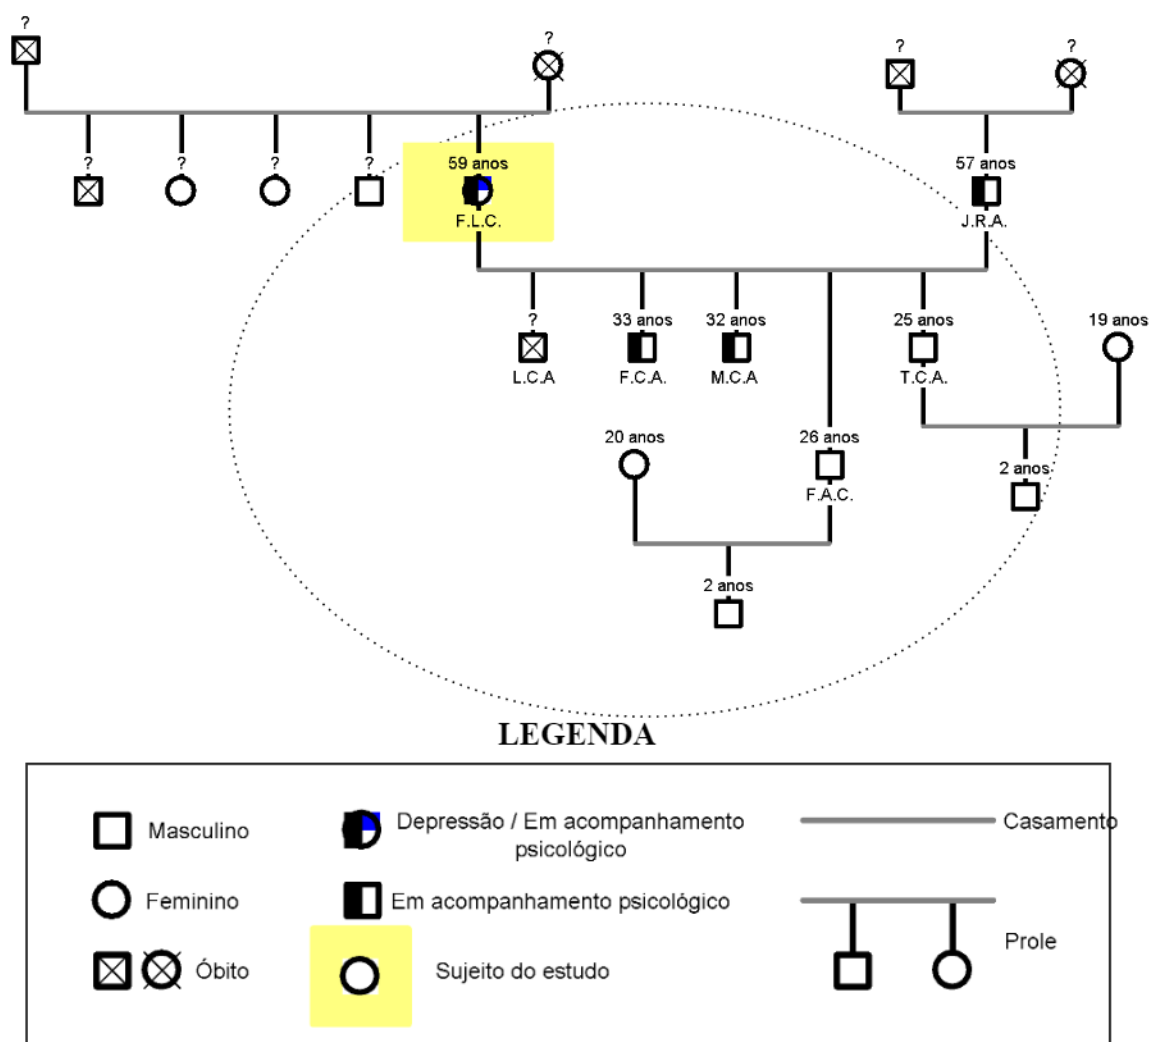 ?
?
?
?
?
?
?
?
59 anos
57 anos
F.L.C.
J.R.A.
?
33 anos
32 anos
25 anos
19 anos
L.C.A
F.C.A.
M.C.A
T.C.A.
20 anos
26 anos
2 anos
F.A.C.
2 anos
LEGENDA
Masculino
Depressão / Em acompanhamento
psicológico
Casamento
Feminino
Em acompanhamento psicológico
Prole
Óbito
Sujeito do estudo